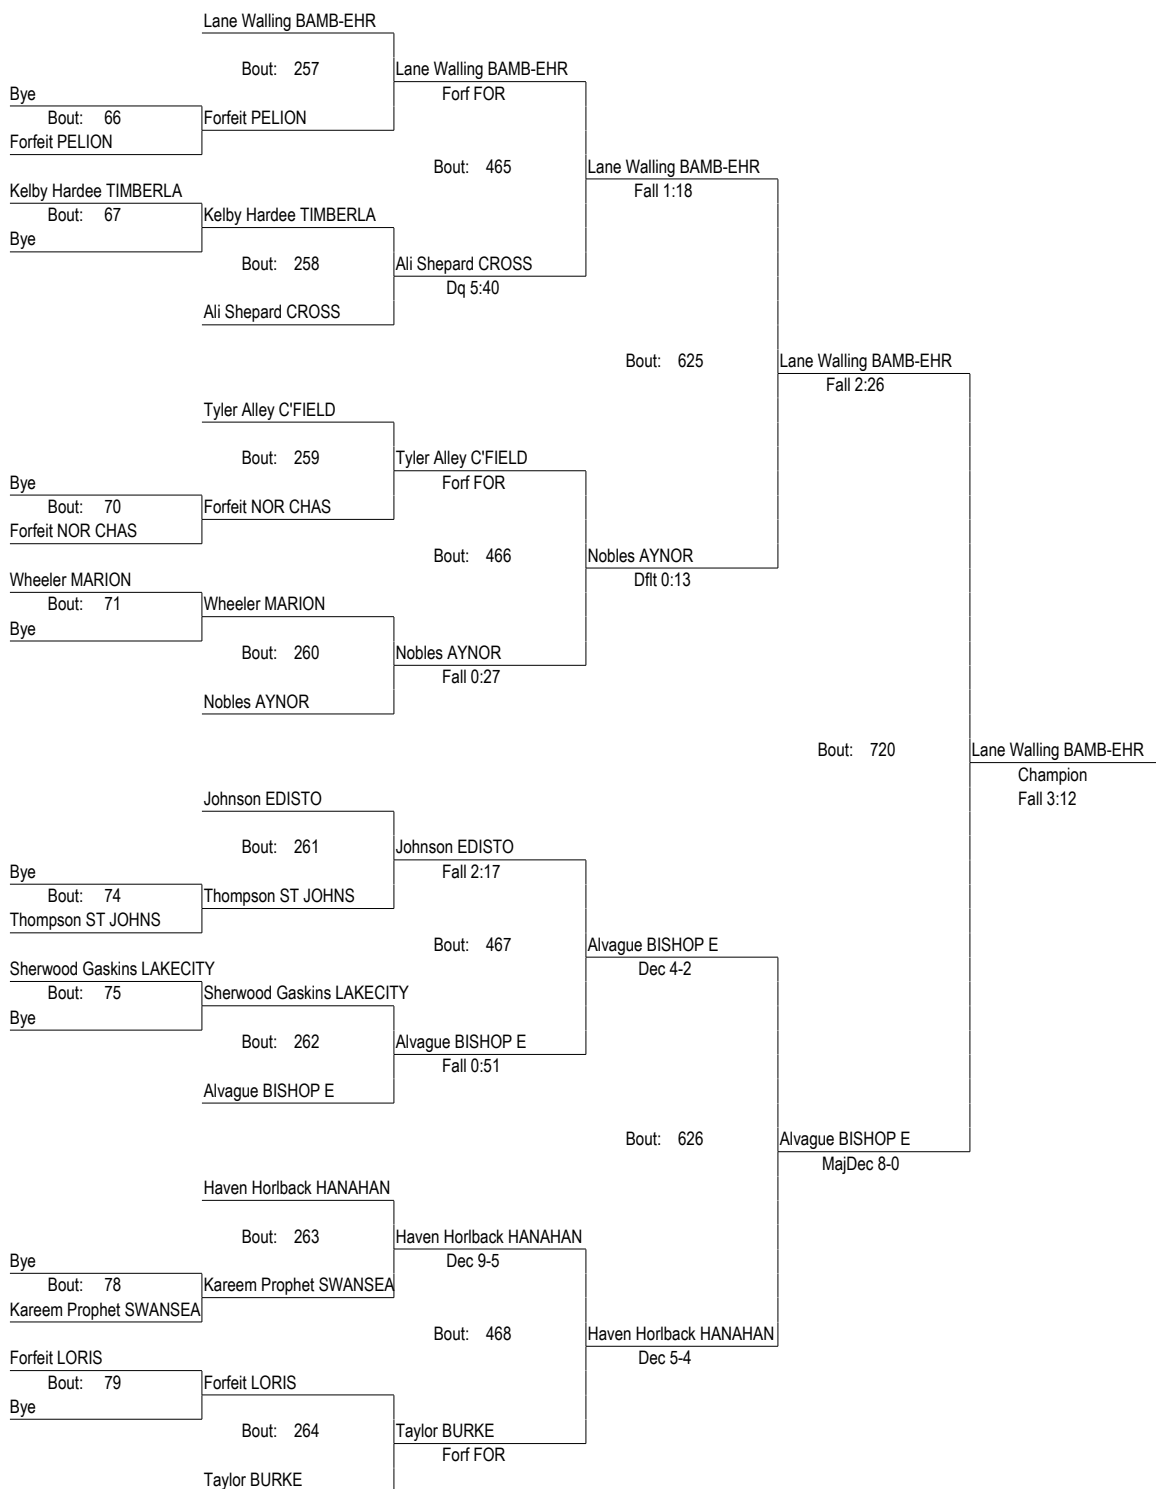 Lane Walling BAMB-EHR
Bout: 257
Lane Walling BAMB-EHR
Bye
Forf FOR
Bout: 66
Forfeit PELION
Forfeit PELION
Bout: 465
Lane Walling BAMB-EHR
Kelby Hardee TIMBERLA
Fall 1:18
Bout: 67
Kelby Hardee TIMBERLA
Bye
Bout: 258
Ali Shepard CROSS
Dq 5:40
Ali Shepard CROSS
Bout: 625
Lane Walling BAMB-EHR
Fall 2:26
Tyler Alley C'FIELD
Bout: 259
Tyler Alley C'FIELD
Bye
Forf FOR
Bout: 70
Forfeit NOR CHAS
Forfeit NOR CHAS
Bout: 466
Nobles AYNOR
Wheeler MARION
Dflt 0:13
Bout: 71
Wheeler MARION
Bye
Bout: 260
Nobles AYNOR
Fall 0:27
Nobles AYNOR
Bout: 720
Lane Walling BAMB-EHR
Champion
Fall 3:12
Johnson EDISTO
Bout: 261
Johnson EDISTO
Bye
Fall 2:17
Bout: 74
Thompson ST JOHNS
Thompson ST JOHNS
Bout: 467
Alvague BISHOP E
Sherwood Gaskins LAKECITY
Dec 4-2
Bout: 75
Sherwood Gaskins LAKECITY
Bye
Bout: 262
Alvague BISHOP E
Fall 0:51
Alvague BISHOP E
Bout: 626
Alvague BISHOP E
MajDec 8-0
Haven Horlback HANAHAN
Bout: 263
Haven Horlback HANAHAN
Bye
Dec 9-5
Bout: 78
Kareem Prophet SWANSEA
Kareem Prophet SWANSEA
Bout: 468
Haven Horlback HANAHAN
Forfeit LORIS
Dec 5-4
Bout: 79
Forfeit LORIS
Bye
Bout: 264
Taylor BURKE
Forf FOR
Taylor BURKE